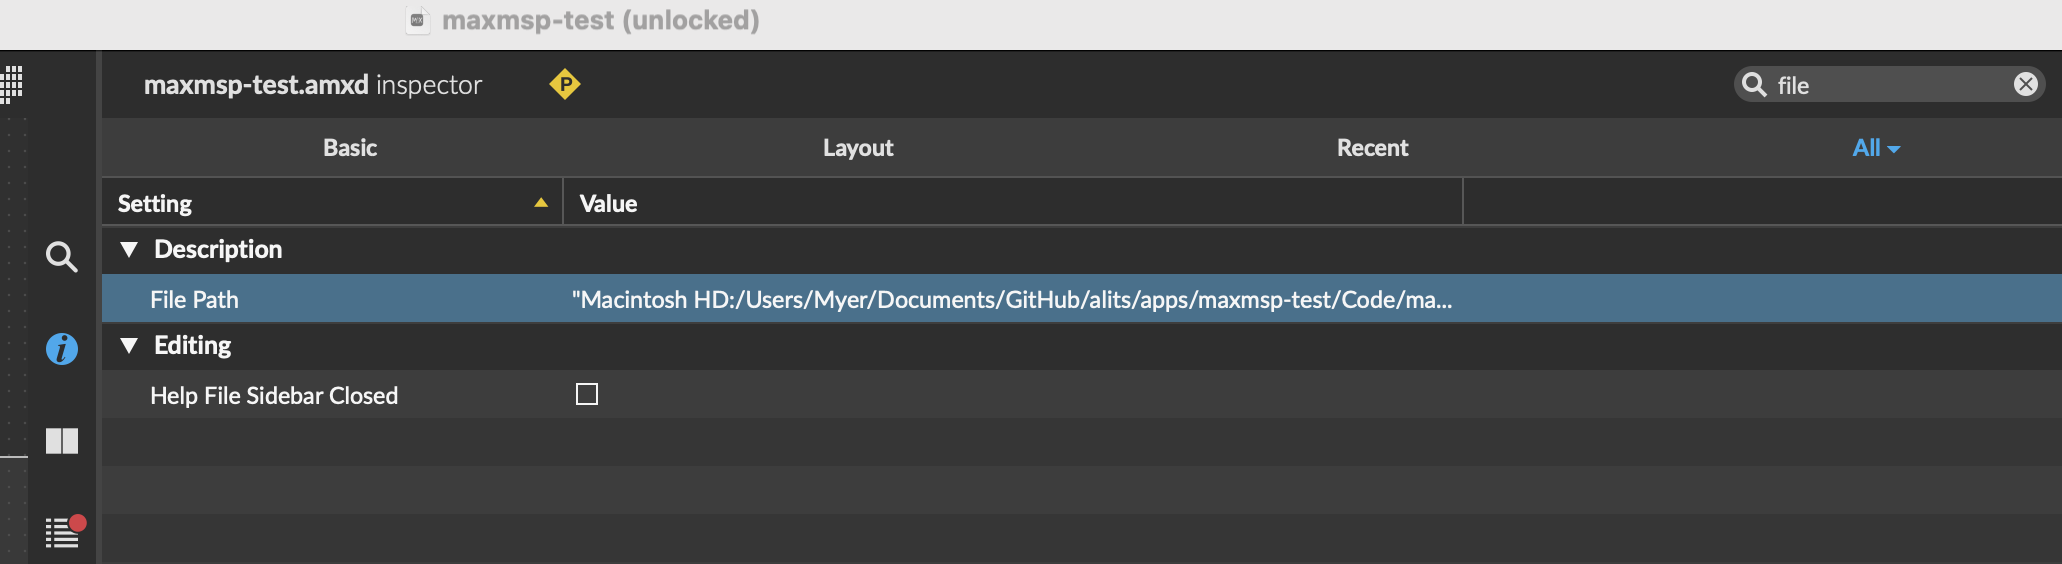 maxmsp-test (unlocked)
maxmsp-test.amxd inspector
P
file
Basic
Layout
Recent
All
Setting
Value
Description
File Path
"Macintosh HD:/Users/Myer/Documents/GitHub/alits/apps/maxmsp-test/Code/ma...
Editing
Help File Sidebar Closed